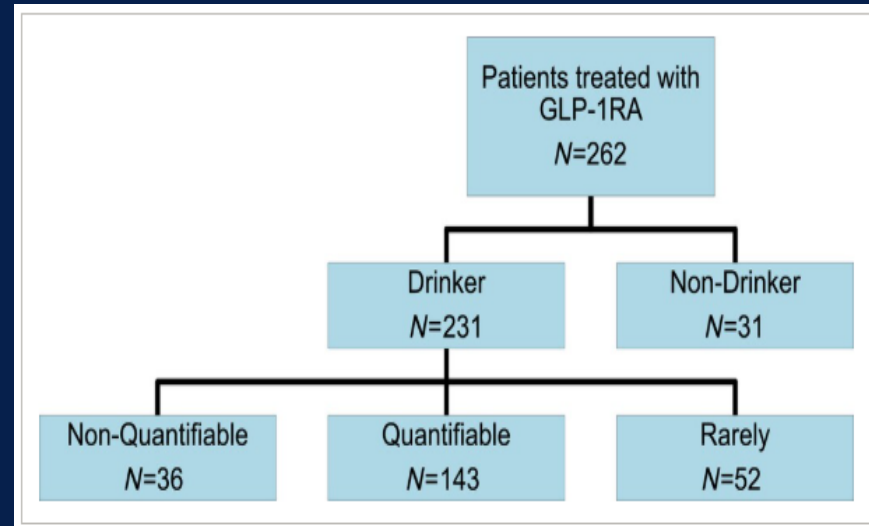 Patients treated with
GLP-1RA
N=262
Drinker
N=231
Non-Drinker
N=31
Non-Quantifiable
N=36
Quantifiable
N=143
Rarely
N=52